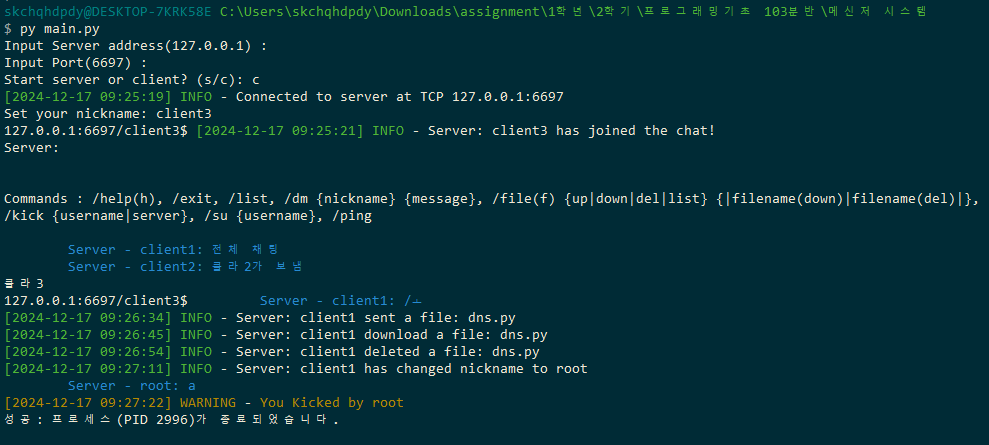 skchqhdpdy@DESKTOP-7KRK58E C:\Users\skchqhdpdy\Downloads\assignment\1학년\2학기\프로그래밍기초 103분반\메신저 시스템
$ py main.py
Input Server address(127.0.0.1) :
Input Port(6697) :
Start server or client? (s/c): c
[2024-12-17 09:25:19] INFO - Connected to server at TCP 127.0.0.1:6697
Set your nickname: client3
127.0.0.1:6697/client3$ [2024-12-17 09:25:21] INFO - Server: client3 has joined the chat!
Server:
Commands : /help(h), /exit, /list, /dm {nickname} {message}, /file(f) {up|down|del|list} {|filename(down)|filename(del)|},
/kick {username|server}, /su {username}, /ping
Server - client1: 전체 채팅
Server - client2: 클라2가 보냄
클라3
127.0.0.1:6697/client3$ Server - client1: /ㅗ
[2024-12-17 09:26:34] INFO - Server: client1 sent a file: dns.py
[2024-12-17 09:26:45] INFO - Server: client1 download a file: dns.py
[2024-12-17 09:26:54] INFO - Server: client1 deleted a file: dns.py
[2024-12-17 09:27:11] INFO - Server: client1 has changed nickname to root
Server - root: a
[2024-12-17 09:27:22] WARNING - You Kicked by root
성공: 프로세스(PID 2996)가 종료되었습니다.